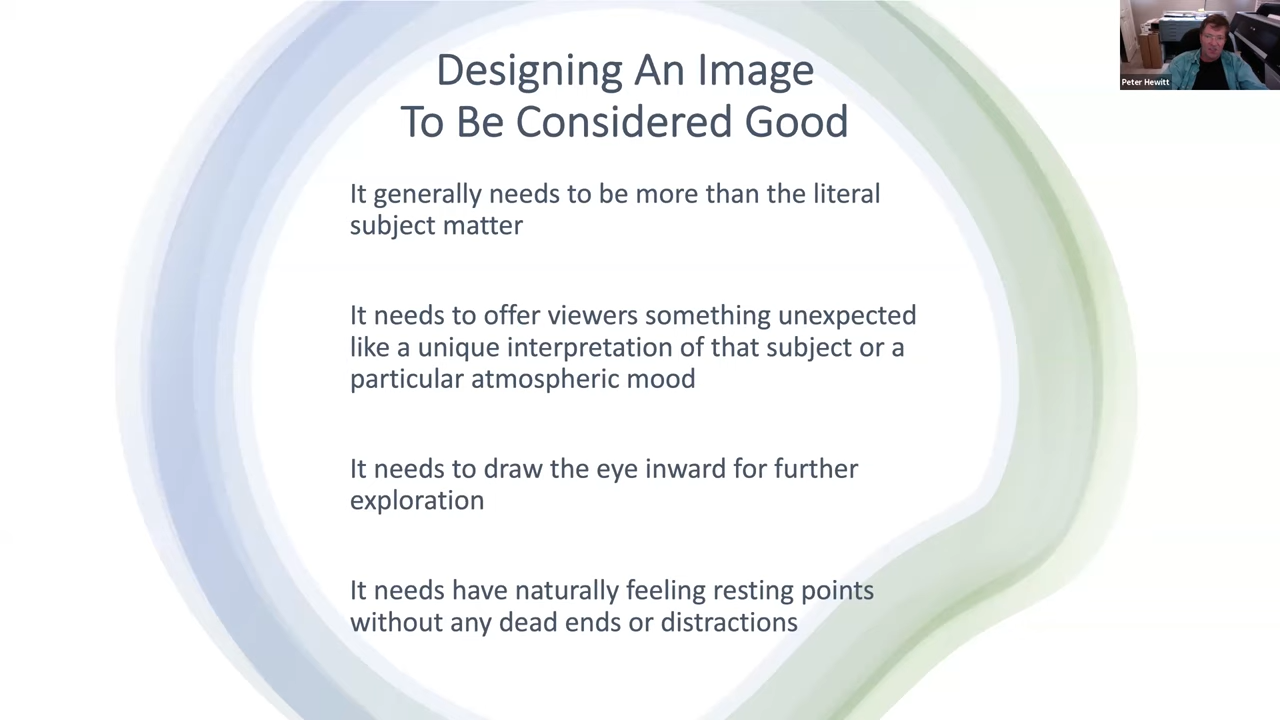 Designing An Image
To Be Considered Good
It generally needs to be more than the literal
subject matter
It needs to offer viewers something unexpected
like a unique interpretation of that subject or a
particular atmospheric mood
It needs to draw the eye inward for further
exploration
It needs have naturally feeling resting points
without any dead ends or distractions
Peter Hewitt